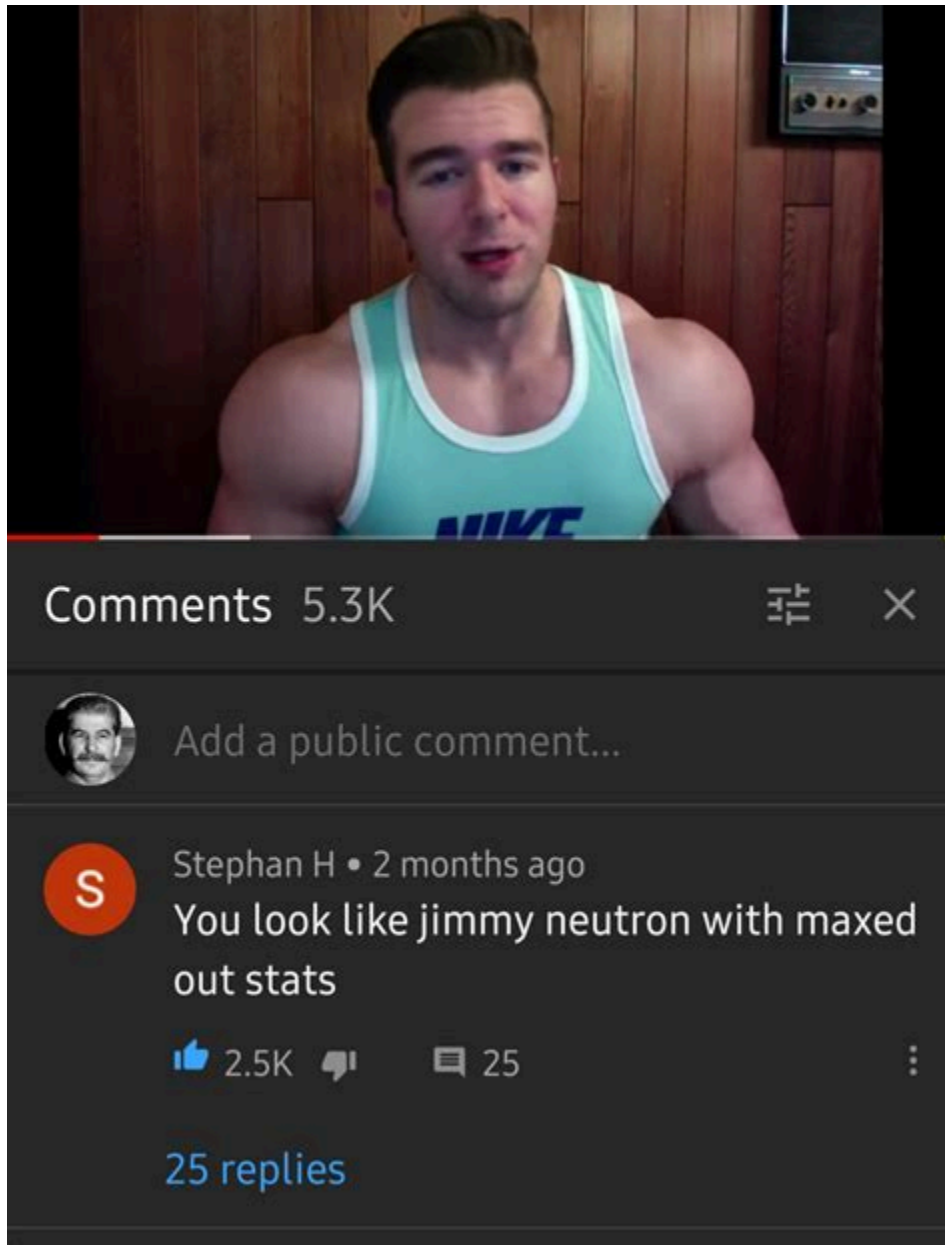 NIKE
Comments 5.3K
Add a public comment...
S
Stephan H • 2 months ago
You look like jimmy neutron with maxed
out stats
2.5K 25
25 replies